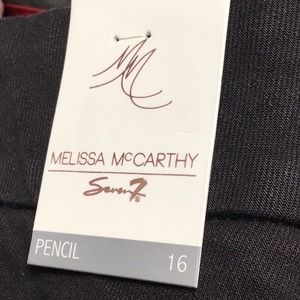 MM
MELISSA McCARTHY
Seven7®
PENCIL 16